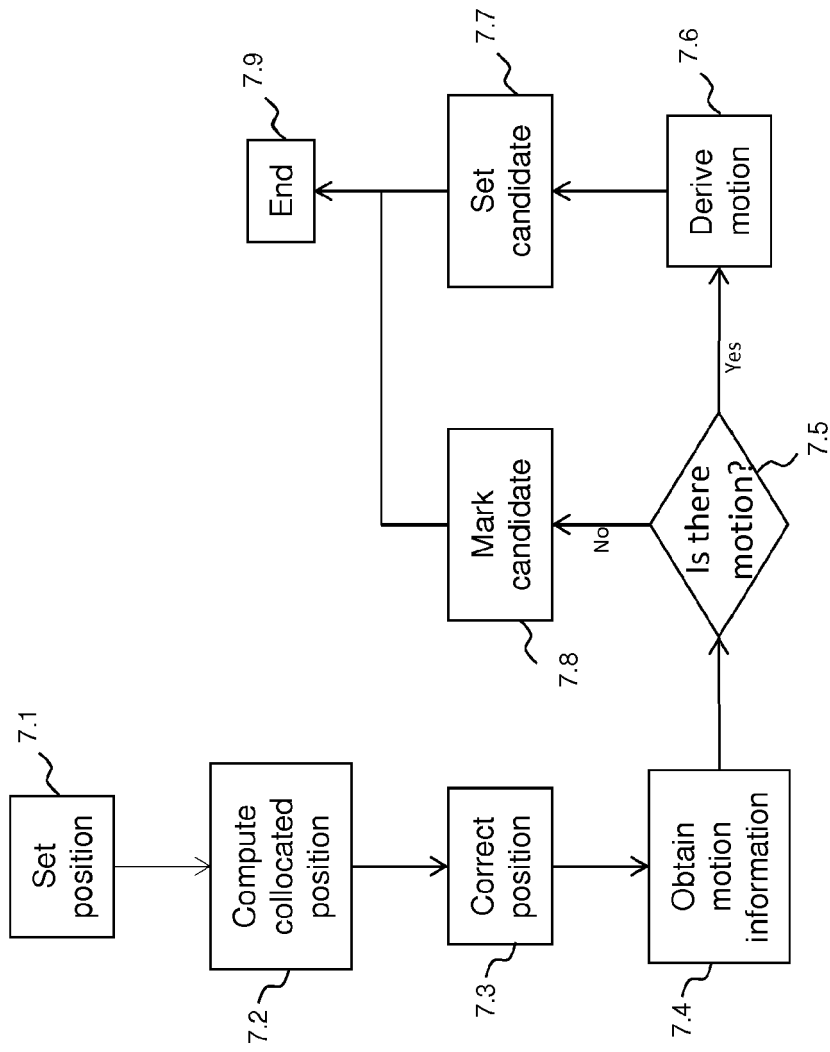 7.1
Set
position
7.2
Compute
collocated
position
7.3
Correct
position
7.4
Obtain
motion
information
7.5
Is there
motion?
Yes
No
7.6
Derive
motion
7.7
Set
candidate
7.8
Mark
candidate
7.9
End